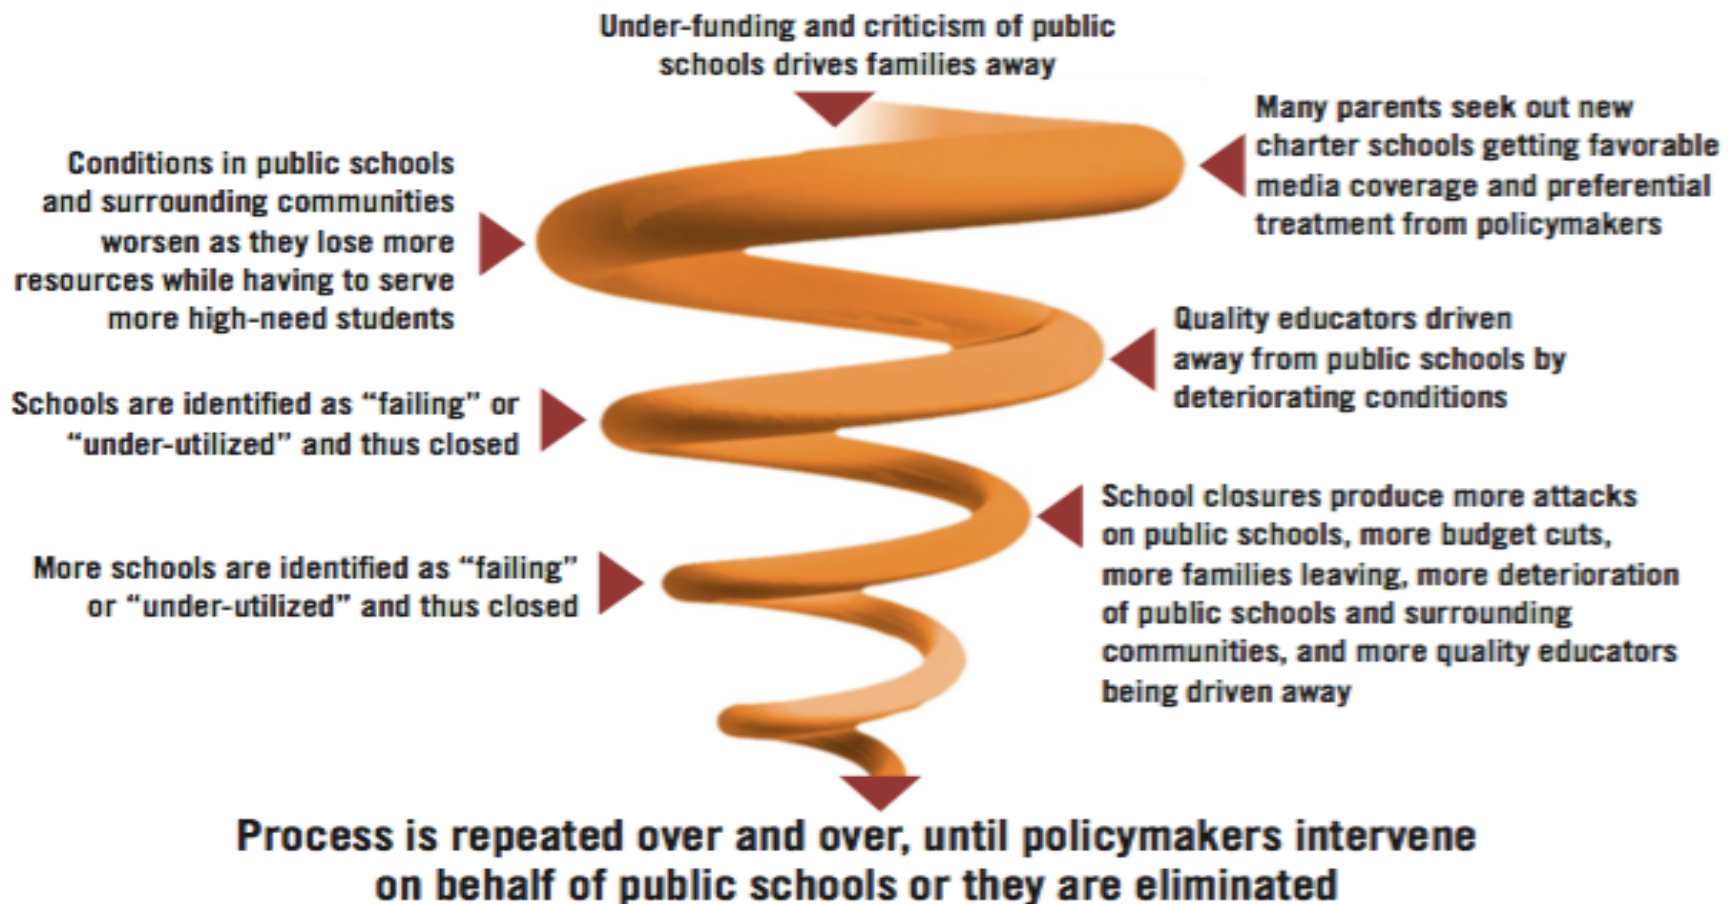 Under-funding and criticism of public
schools drives families away
Many parents seek out new
charter schools getting favorable
media coverage and preferential
treatment from policymakers
Conditions in public schools
and surrounding communities
worsen as they lose more
resources while having to serve
more high-need students
Quality educators driven
away from public schools by
deteriorating conditions
Schools are identified as “failing” or
“under-utilized” and thus closed
School closures produce more attacks
on public schools, more budget cuts,
more families leaving, more deterioration
of public schools and surrounding
communities, and more quality educators
being driven away
More schools are identified as “failing”
or “under-utilized” and thus closed
Process is repeated over and over, until policymakers intervene
on behalf of public schools or they are eliminated